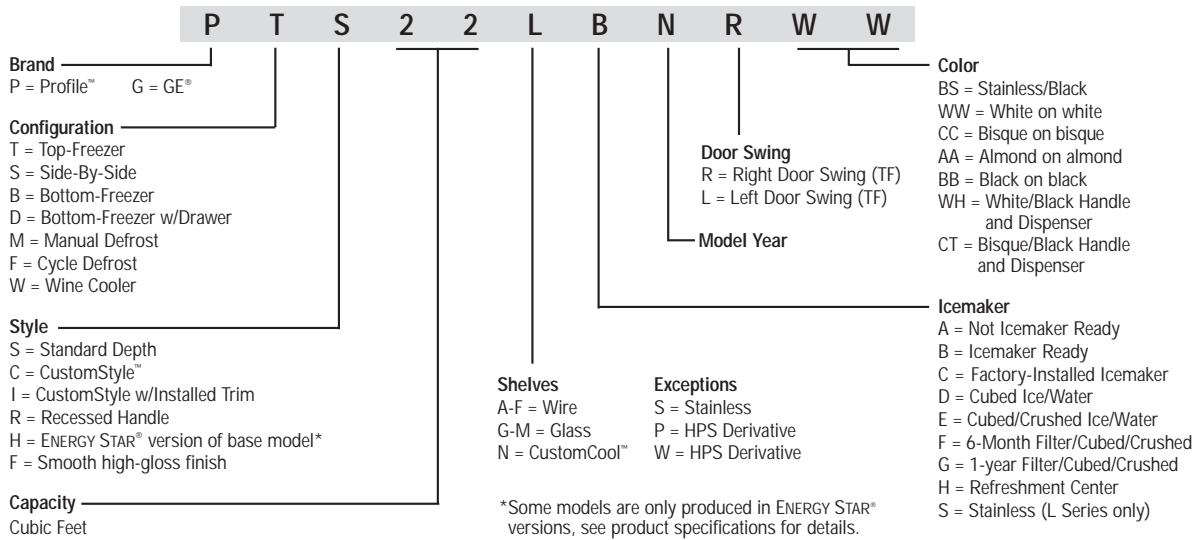 P T S 2 2 L B N R W W
Brand
P = Profile™ G = GE®
Configuration
T = Top-Freezer
S = Side-By-Side
B = Bottom-Freezer
D = Bottom-Freezer w/Drawer
M = Manual Defrost
F = Cycle Defrost
W = Wine Cooler
Style
S = Standard Depth
C = CustomStyle™
I = CustomStyle w/Installed Trim
R = Recessed Handle
H = ENERGY STAR® version of base model*
F = Smooth high-gloss finish
Capacity
Cubic Feet
Shelves
A-F = Wire
G-M = Glass
N = CustomCool™
Exceptions
S = Stainless
P = HPS Derivative
W = HPS Derivative
*Some models are only produced in ENERGY STAR®
versions, see product specifications for details.
Door Swing
R = Right Door Swing (TF)
L = Left Door Swing (TF)
Model Year
Color
BS = Stainless/Black
WW = White on white
CC = Bisque on bisque
AA = Almond on almond
BB = Black on black
WH = White/Black Handle
and Dispenser
CT = Bisque/Black Handle
and Dispenser
Icemaker
A = Not Icemaker Ready
B = Icemaker Ready
C = Factory-Installed Icemaker
D = Cubed Ice/Water
E = Cubed/Crushed Ice/Water
F = 6-Month Filter/Cubed/Crushed
G = 1-year Filter/Cubed/Crushed
H = Refreshment Center
S = Stainless (L Series only)